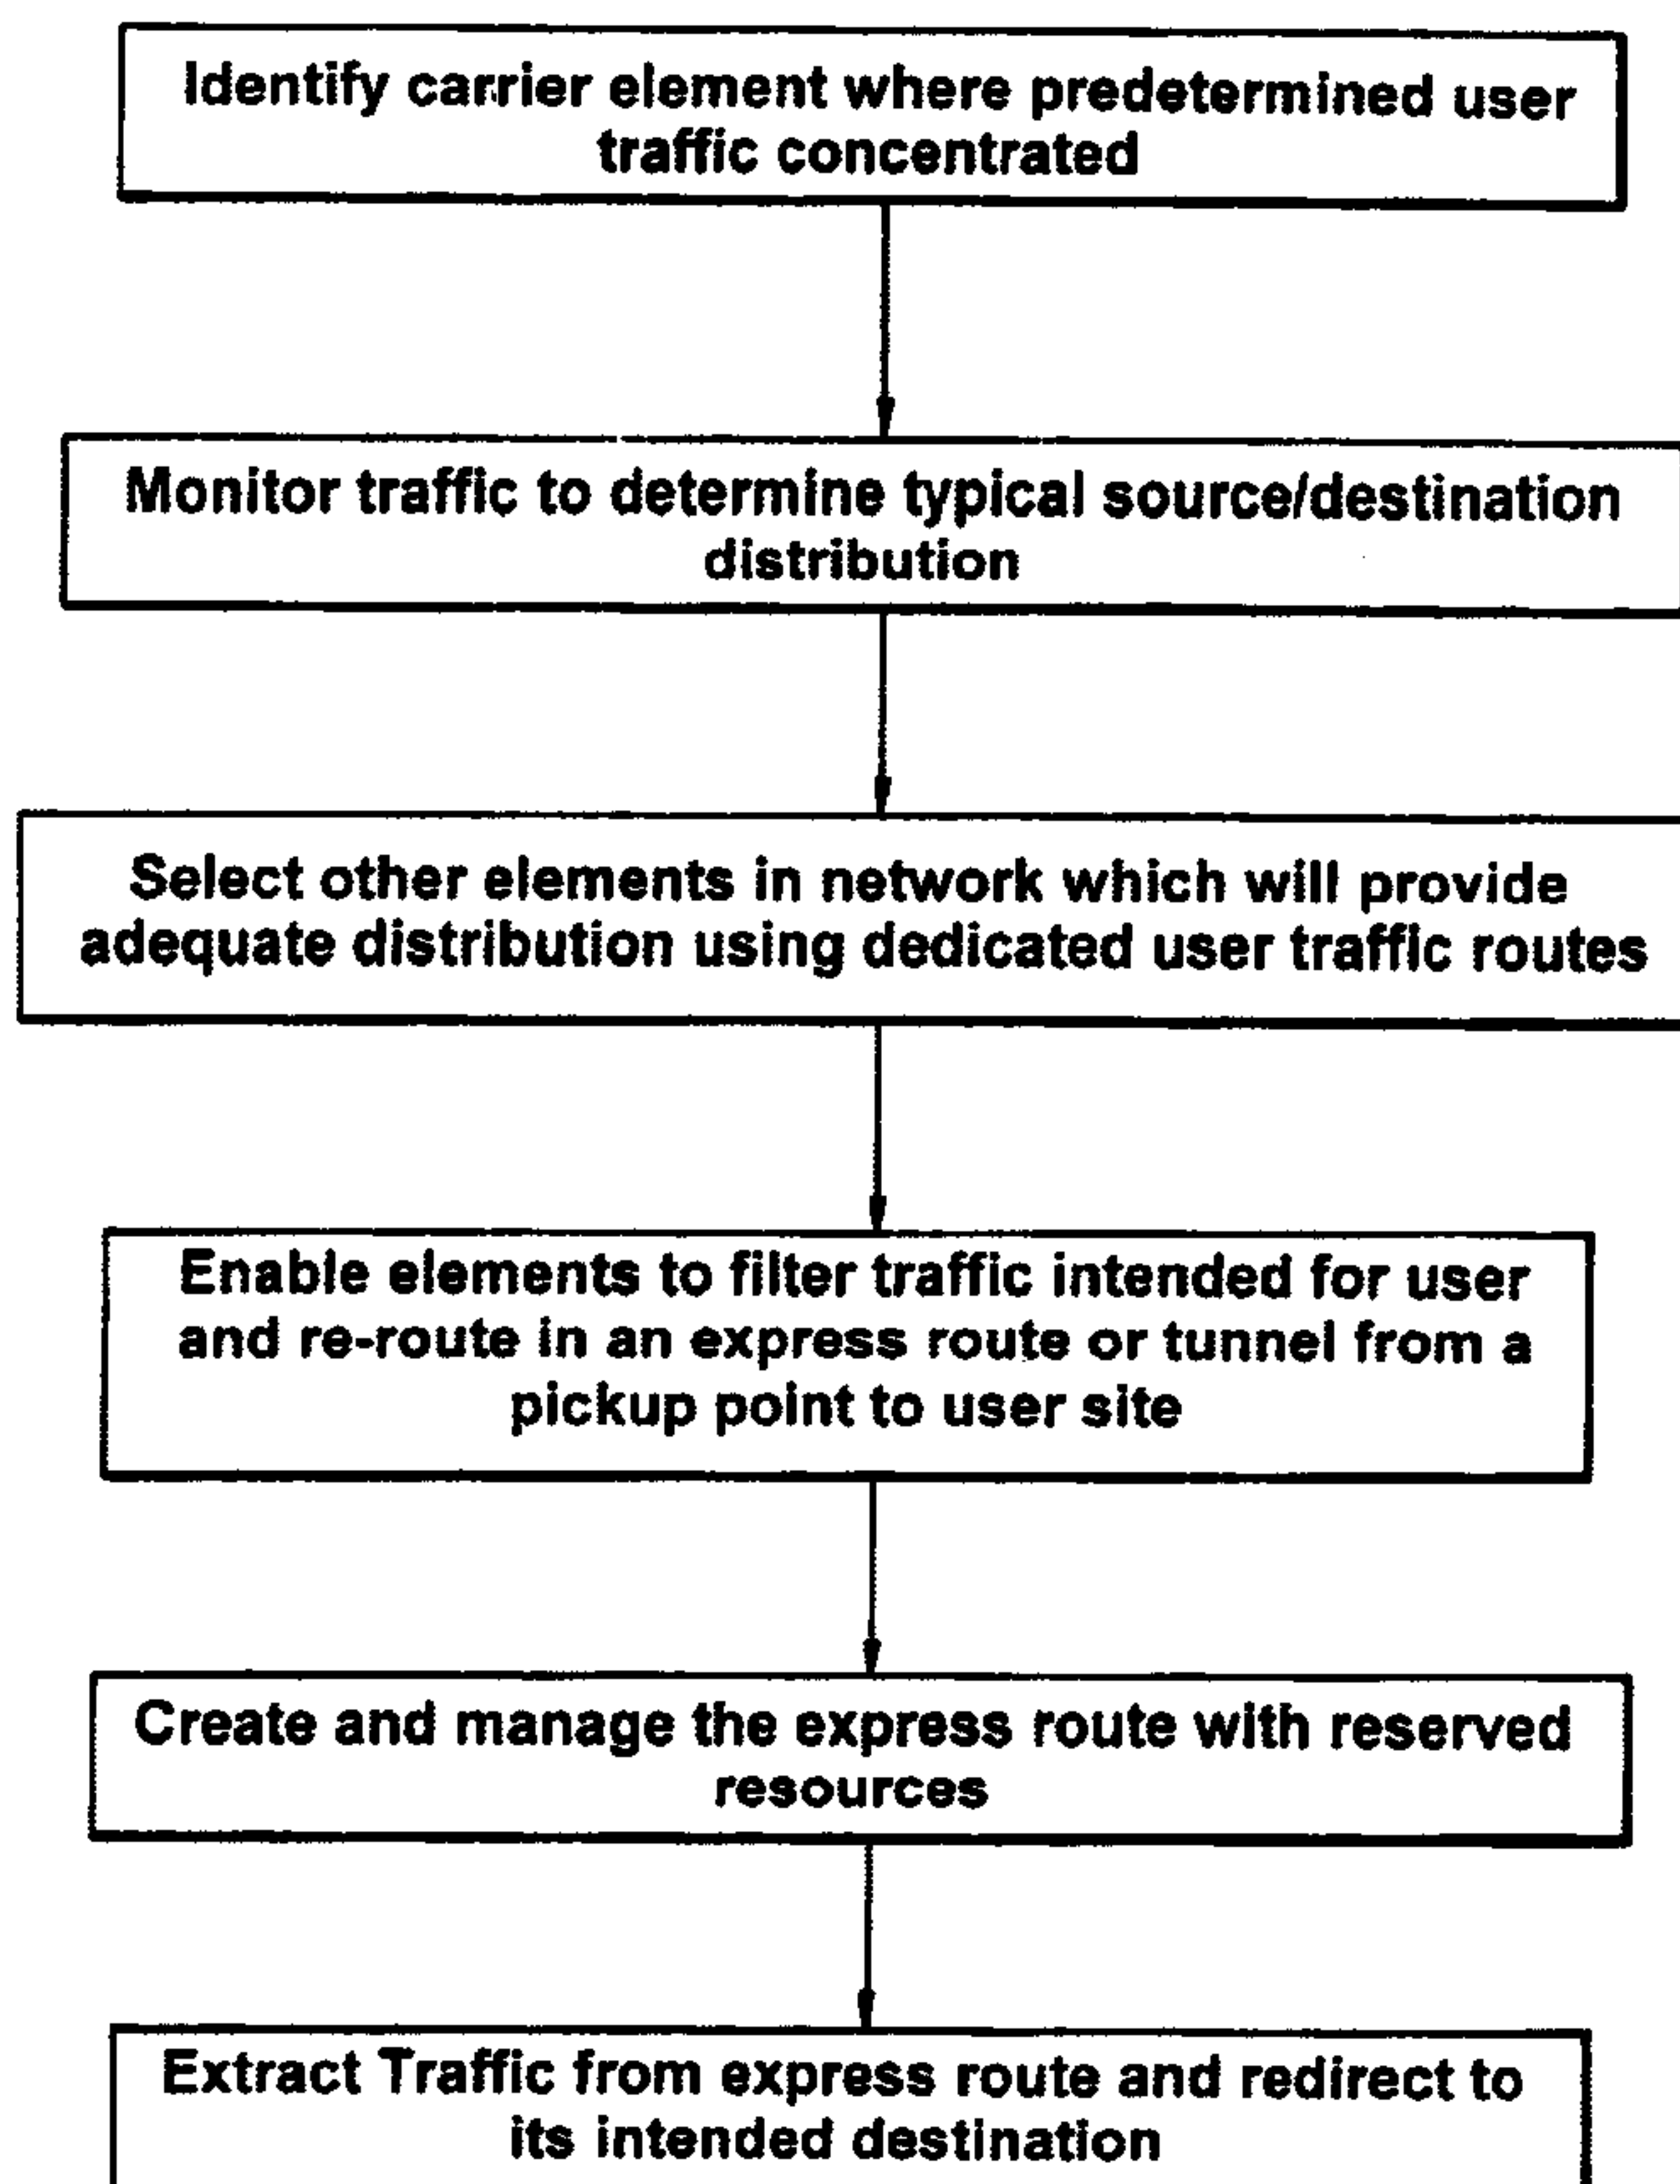 Identify carrier element where predetermined user
traffic concentrated
Monitor traffic to determine typical source/destination
distribution
Select other elements in network which will provide
adequate distribution using dedicated user traffic routes
Enable elements to filter traffic intended for user
and re-route in an express route or tunnel from a
pickup point to user site
Create and manage the express route with reserved
resources
Extract Traffic from express route and redirect to
its intended destination